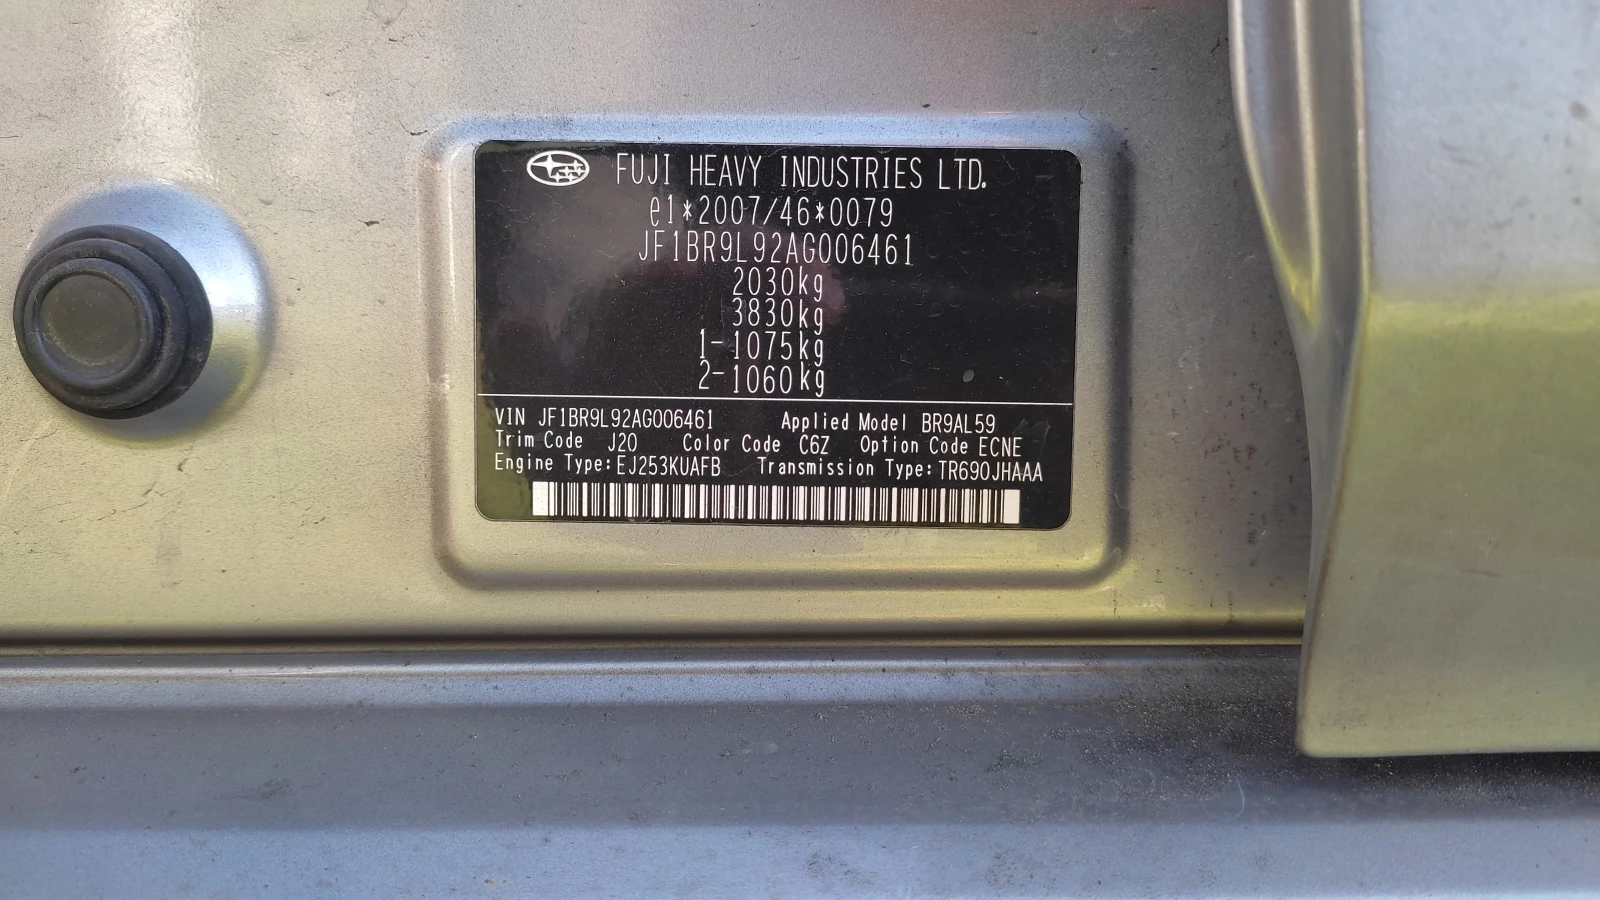 FUJI HEAVY INDUSTRIES LTD.
e1*2007/46*0079
JF1BR9L92AG006461
2030kg
3830kg
1-1075kg
2-1060kg
VIN JF1BR9L92AG006461 Applied Model BR9AL59
Trim Code J20 Color Code C6Z Option Code ECNE
Engine Type:EJ253KUAFB Transmission Type:TR690JHAAA